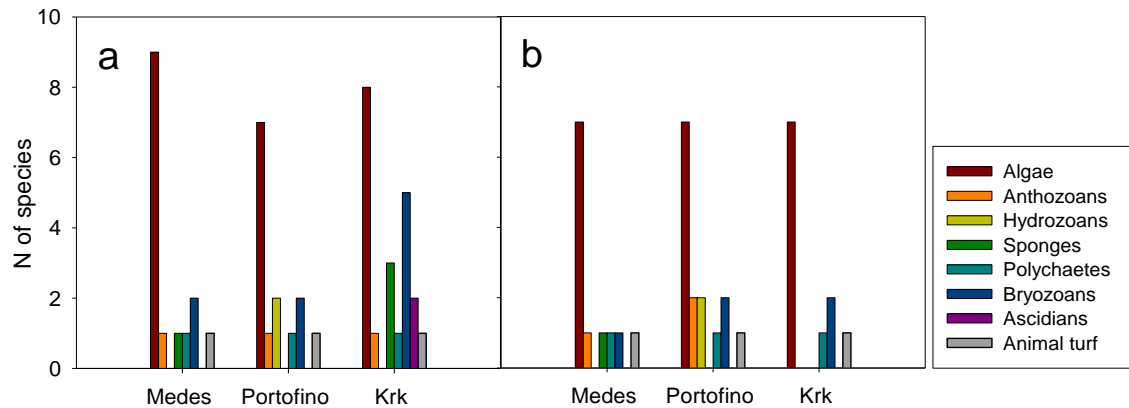 10
8
6
4
2
0
N of species
a
b
Medes Portofino Krk
Medes Portofino Krk
Algae
Anthozoans
Hydrozoans
Sponges
Polychaetes
Bryozoans
Ascidians
Animal turf